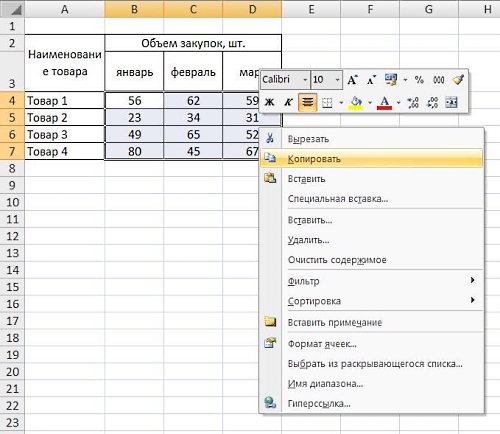 A B C D E F G H
1
2 Объем закупок, шт.
Наименовани
е товара
3 январь февраль мар
Calibri 10 % 000
Ж К А
4 Товар 1 56 62 59
5 Товар 2 23 34 31
6 Товар 3 49 65 52
7 Товар 4 80 45 67
8
9
10
11
12
13
14
15
16
17
18
19
20
21
22
23
Вырезать
Копировать
Вставить
Специальная вставка...
Вставить...
Удалить...
Очистить содержимое
Фильтр
Сортировка
Вставить примечание
Формат ячеек...
Выбрать из раскрывающегося списка...
Имя диапазона...
Гиперссылка...